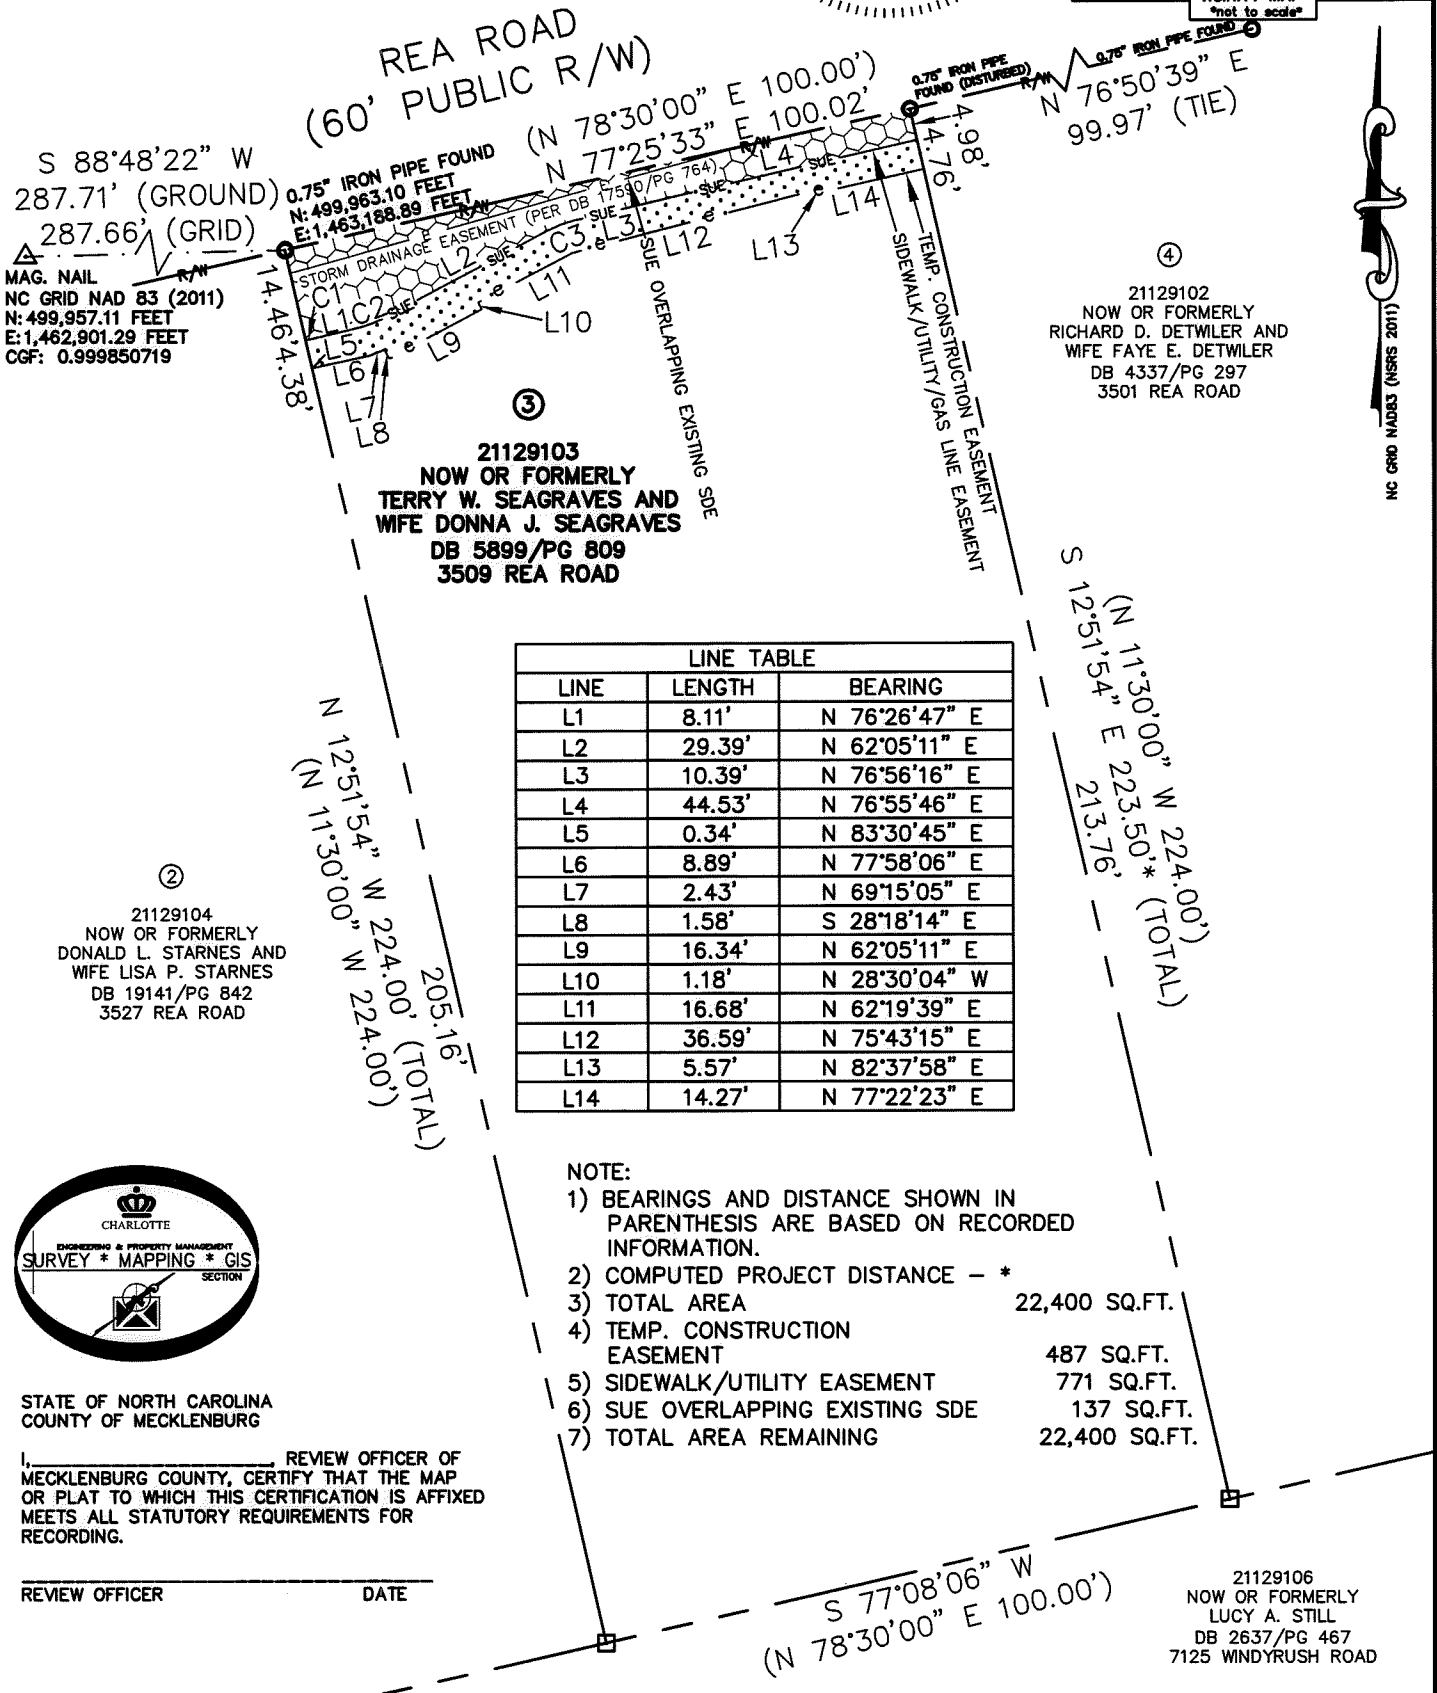 *not to scale*
REA ROAD
(60' PUBLIC R/W)
(N 78°30'00" E 100.00')
N 77°25'33" E 100.02'
R/W
0.75" IRON PIPE
FOUND (DISTURBED)
R/W
0.75" IRON PIPE FOUND
N 76°50'39" E
99.97' (TIE)
S 88°48'22" W
287.71' (GROUND)
287.66' (GRID)
R/W
MAG. NAIL
NC GRID NAD 83 (2011)
N: 499,957.11 FEET
E: 1,462,901.29 FEET
CGF: 0.999850719
0.75" IRON PIPE FOUND
N: 499,963.10 FEET
E: 1,463,188.89 FEET
R/W
STORM DRAINAGE EASEMENT (PER DB 17590/PG 764)
C1
L1
C2
SUE
L2
SUE
C3
SUE
L3
SUE
L4
SUE
L5
L6
L7
L8
e
L9
e
L10
L11
e
L12
e
L13
e
L14
14.46'
4.38'
4.98'
4.76'
SUE OVERLAPPING EXISTING SDE
TEMP. CONSTRUCTION EASEMENT
SIDEWALK/UTILITY/GAS LINE EASEMENT
NC GRID NAD83 (NSRS 2011)
4
21129102
NOW OR FORMERLY
RICHARD D. DETWILER AND
WIFE FAYE E. DETWILER
DB 4337/PG 297
3501 REA ROAD
3
21129103
NOW OR FORMERLY
TERRY W. SEAGRAVES AND
WIFE DONNA J. SEAGRAVES
DB 5899/PG 809
3509 REA ROAD
(N 11°30'00" W 224.00')
S 12°51'54" E 223.50'* (TOTAL)
213.76'
205.16'
N 12°51'54" W 224.00' (TOTAL)
(N 11°30'00" W 224.00')
2
21129104
NOW OR FORMERLY
DONALD L. STARNES AND
WIFE LISA P. STARNES
DB 19141/PG 842
3527 REA ROAD
LINE TABLE
LINE LENGTH BEARING
L1 8.11' N 76°26'47" E
L2 29.39' N 62°05'11" E
L3 10.39' N 76°56'16" E
L4 44.53' N 76°55'46" E
L5 0.34' N 83°30'45" E
L6 8.89' N 77°58'06" E
L7 2.43' N 69°15'05" E
L8 1.58' S 28°18'14" E
L9 16.34' N 62°05'11" E
L10 1.18' N 28°30'04" W
L11 16.68' N 62°19'39" E
L12 36.59' N 75°43'15" E
L13 5.57' N 82°37'58" E
L14 14.27' N 77°22'23" E
NOTE:
1) BEARINGS AND DISTANCE SHOWN IN
PARENTHESIS ARE BASED ON RECORDED
INFORMATION.
2) COMPUTED PROJECT DISTANCE – *
3) TOTAL AREA 22,400 SQ.FT.
4) TEMP. CONSTRUCTION
EASEMENT 487 SQ.FT.
5) SIDEWALK/UTILITY EASEMENT 771 SQ.FT.
6) SUE OVERLAPPING EXISTING SDE 137 SQ.FT.
7) TOTAL AREA REMAINING 22,400 SQ.FT.
CHARLOTTE
ENGINEERING & PROPERTY MANAGEMENT
SURVEY * MAPPING * GIS
SECTION
STATE OF NORTH CAROLINA
COUNTY OF MECKLENBURG
I,____________________, REVIEW OFFICER OF
MECKLENBURG COUNTY, CERTIFY THAT THE MAP
OR PLAT TO WHICH THIS CERTIFICATION IS AFFIXED
MEETS ALL STATUTORY REQUIREMENTS FOR
RECORDING.
REVIEW OFFICER DATE
S 77°08'06" W
(N 78°30'00" E 100.00')
21129106
NOW OR FORMERLY
LUCY A. STILL
DB 2637/PG 467
7125 WINDYRUSH ROAD